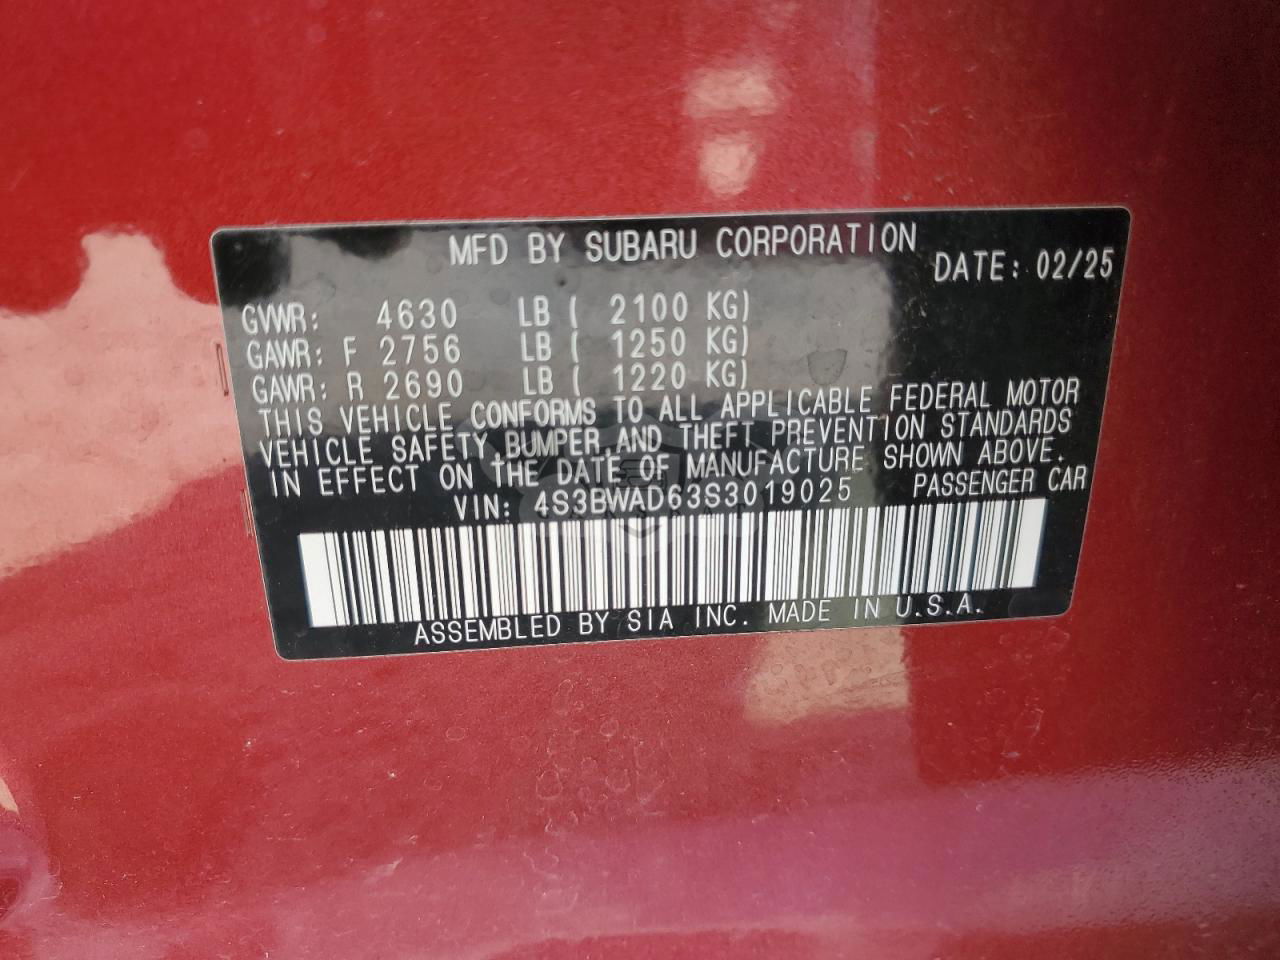 MFD BY SUBARU CORPORATION
DATE: 02/25
GVWR: 4630 LB ( 2100 KG)
GAWR: F 2756 LB ( 1250 KG)
GAWR: R 2690 LB ( 1220 KG)
THIS VEHICLE CONFORMS TO ALL APPLICABLE FEDERAL MOTOR
VEHICLE SAFETY,BUMPER,AND THEFT PREVENTION STANDARDS
IN EFFECT ON THE DATE OF MANUFACTURE SHOWN ABOVE.
VIN: 4S3BWAD63S3019025 PASSENGER CAR
ASSEMBLED BY SIA INC. MADE IN U.S.A.